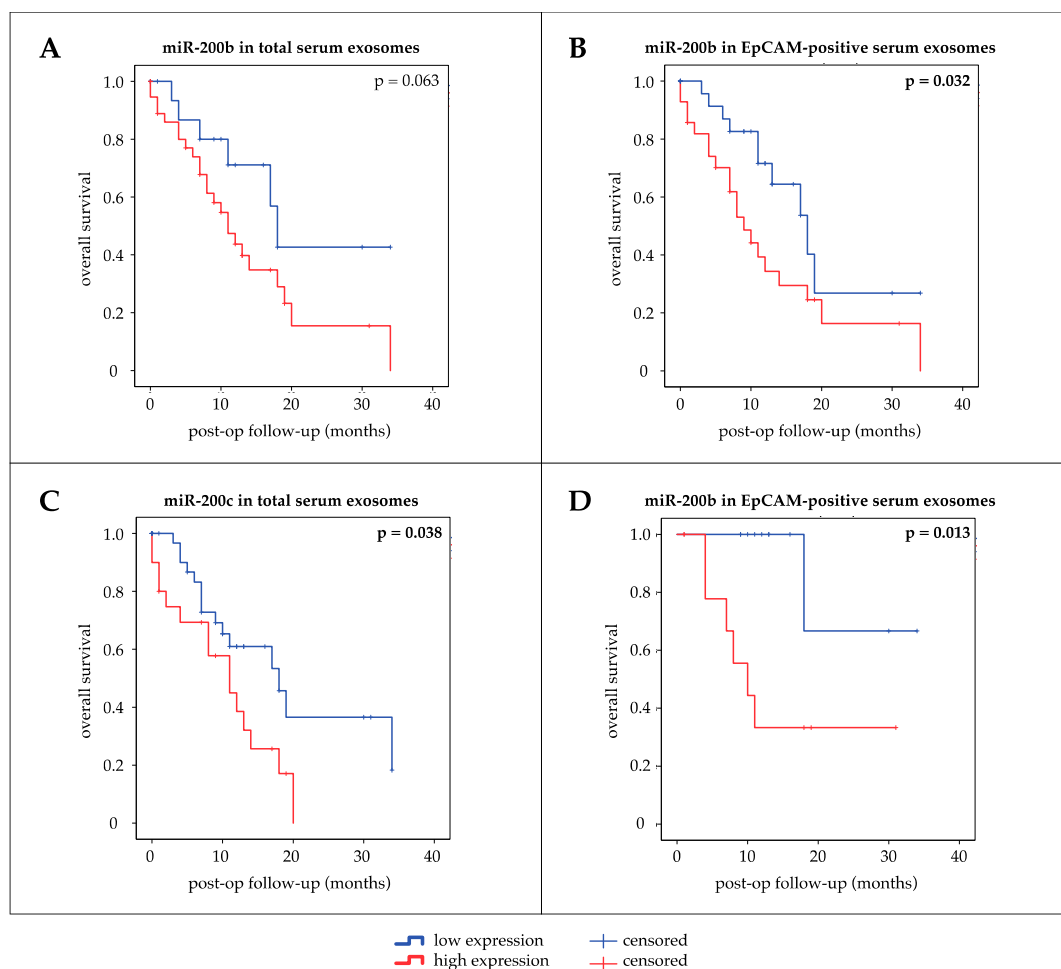 A
miR-200b in total serum exosomes
p = 0.063
overall survival
1.0
0.8
0.6
0.4
0.2
0
0 10 20 30 40
post-op follow-up (months)
B
miR-200b in EpCAM-positive serum exosomes
p = 0.032
overall survival
1.0
0.8
0.6
0.4
0.2
0
0 10 20 30 40
post-op follow-up (months)
C
miR-200c in total serum exosomes
p = 0.038
overall survival
1.0
0.8
0.6
0.4
0.2
0
0 10 20 30 40
post-op follow-up (months)
D
miR-200b in EpCAM-positive serum exosomes
p = 0.013
overall survival
1.0
0.8
0.6
0.4
0.2
0
0 10 20 30 40
post-op follow-up (months)
low expression censored
high expression censored